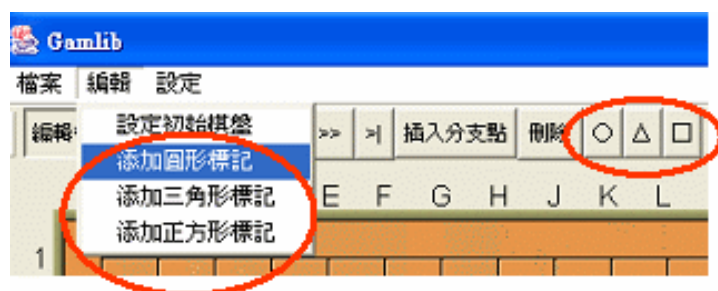 Gamlib
檔案 編輯 設定
編輯 >> >| 插入分支點 刪除 ○ △ □
設定初始棋盤
添加圓形標記
添加三角形標記
添加正方形標記
E F G H J K L
1